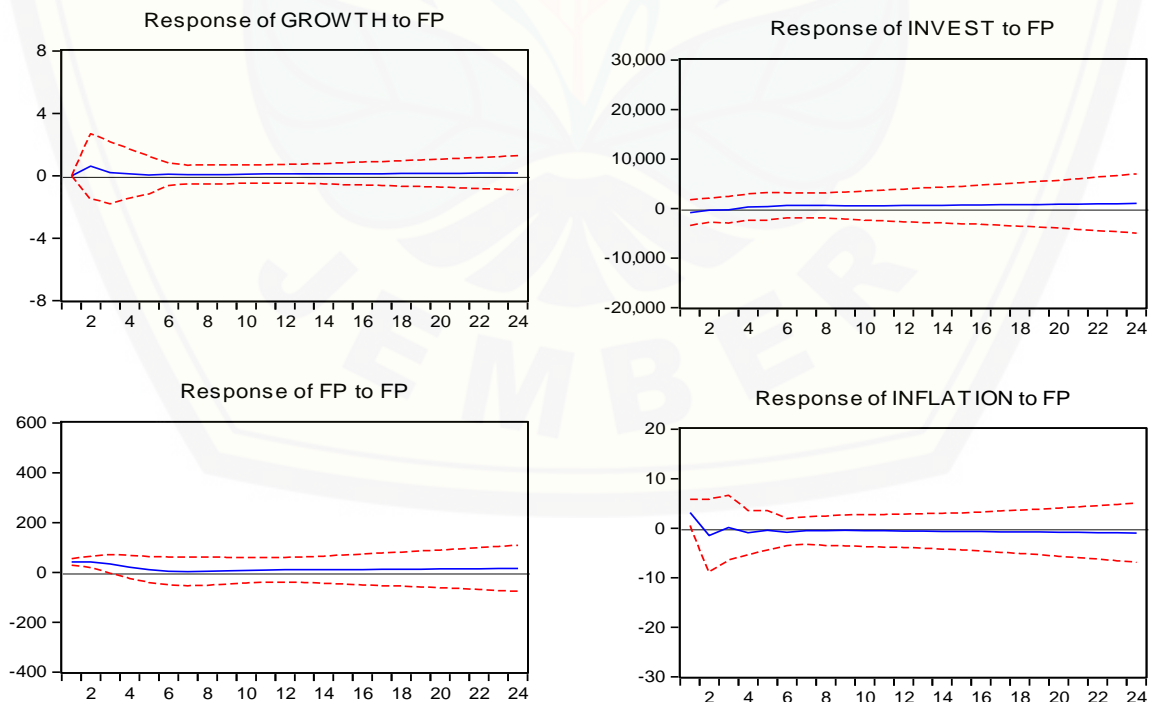 Response of GROWTH to FP
8
4
0
-4
-8
2 4 6 8 10 12 14 16 18 20 22 24
Response of INVEST to FP
30,000
20,000
10,000
0
-10,000
-20,000
2 4 6 8 10 12 14 16 18 20 22 24
Response of FP to FP
600
400
200
0
-200
-400
2 4 6 8 10 12 14 16 18 20 22 24
Response of INFLATION to FP
20
10
0
-10
-20
-30
2 4 6 8 10 12 14 16 18 20 22 24
JEMBER